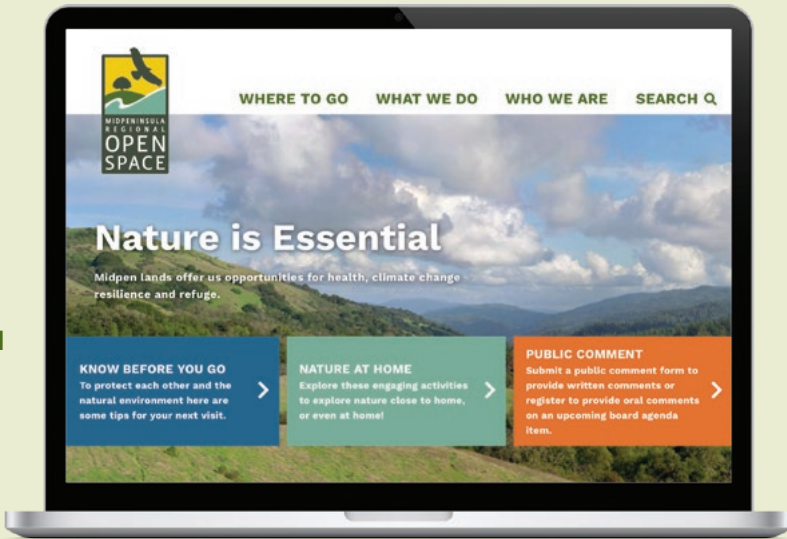 MIDPENINSULA
REGIONAL
OPEN
SPACE
WHERE TO GO
WHAT WE DO
WHO WE ARE
SEARCH
Nature is Essential
Midpen lands offer us opportunities for health, climate change
resilience and refuge.
KNOW BEFORE YOU GO
To protect each other and the
natural environment here are
some tips for your next visit.
NATURE AT HOME
Explore these engaging activities
to explore nature close to home,
or even at home!
PUBLIC COMMENT
Submit a public comment form to
provide written comments or
register to provide oral comments
on an upcoming board agenda
item.